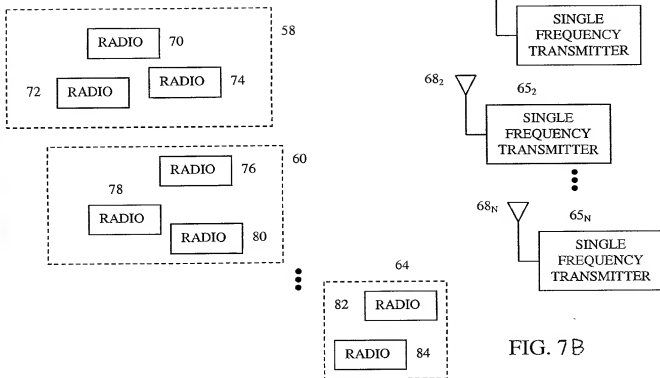 58
RADIO 70
72 RADIO
RADIO 74
60
RADIO 76
78
RADIO
RADIO 80
64
82 RADIO
RADIO 84
SINGLE
FREQUENCY
TRANSMITTER
68₂
65₂
SINGLE
FREQUENCY
TRANSMITTER
68N
65N
SINGLE
FREQUENCY
TRANSMITTER
FIG. 7B